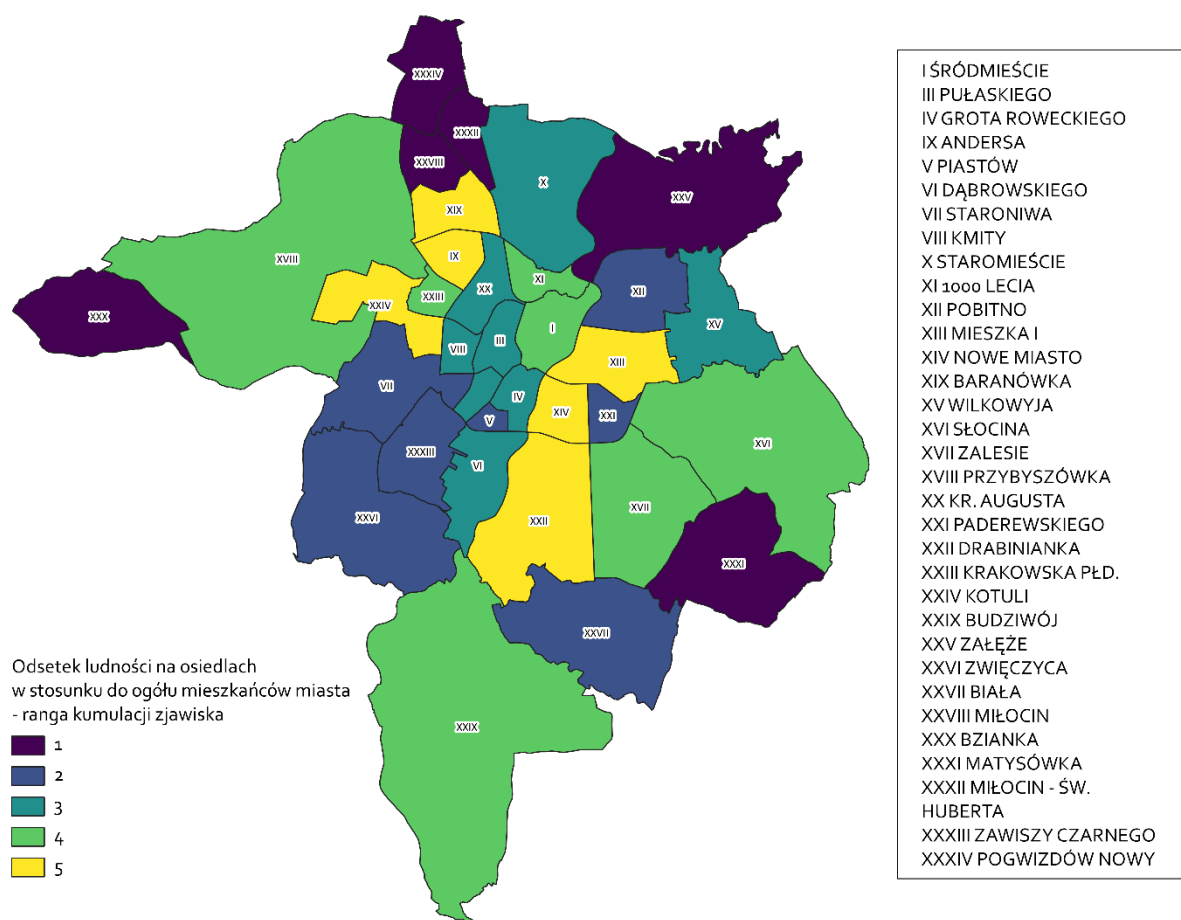 XXXIV
XXXII
XXVIII
X
XXV
XIX
IX
XVIII
XX
XI
XII
XXIII
XXIV
XV
XXX
I
III
VIII
XIII
VII
IV
XIV
XXI
V
XVI
XXXIII
VI
XVII
XXVI
XXII
XXXI
XXVII
XXIX
Odsetek ludności na osiedlach
w stosunku do ogółu mieszkańców miasta
- ranga kumulacji zjawiska
1
2
3
4
5
I ŚRÓDMIEŚCIE
III PUŁASKIEGO
IV GROTA ROWECKIEGO
IX ANDERSA
V PIASTÓW
VI DĄBROWSKIEGO
VII STARONIWA
VIII KMITY
X STAROMIEŚCIE
XI 1000 LECIA
XII POBITNO
XIII MIESZKA I
XIV NOWE MIASTO
XIX BARANÓWKA
XV WILKOWYJA
XVI SŁOCINA
XVII ZALESIE
XVIII PRZYBYSZÓWKA
XX KR. AUGUSTA
XXI PADEREWSKIEGO
XXII DRABINIANKA
XXIII KRAKOWSKA PŁD.
XXIV KOTULI
XXIX BUDZIWÓJ
XXV ZAŁĘŻE
XXVI ZWIĘCZYCA
XXVII BIAŁA
XXVIII MIŁOCIN
XXX BZIANKA
XXXI MATYSÓWKA
XXXII MIŁOCIN - ŚW.
HUBERTA
XXXIII ZAWISZY CZARNEGO
XXXIV POGWIZDÓW NOWY